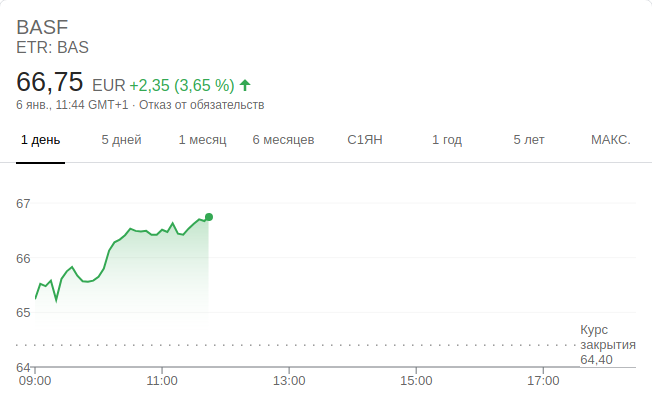 BASF
ETR: BAS
66,75 EUR +2,35 (3,65 %)
6 янв., 11:44 GMT+1 · Отказ от обязательств
1 день 5 дней 1 месяц 6 месяцев С1ЯН 1 год 5 лет МАКС.
67
66
65
Курс
закрытия
64,40
64
09:00 11:00 13:00 15:00 17:00